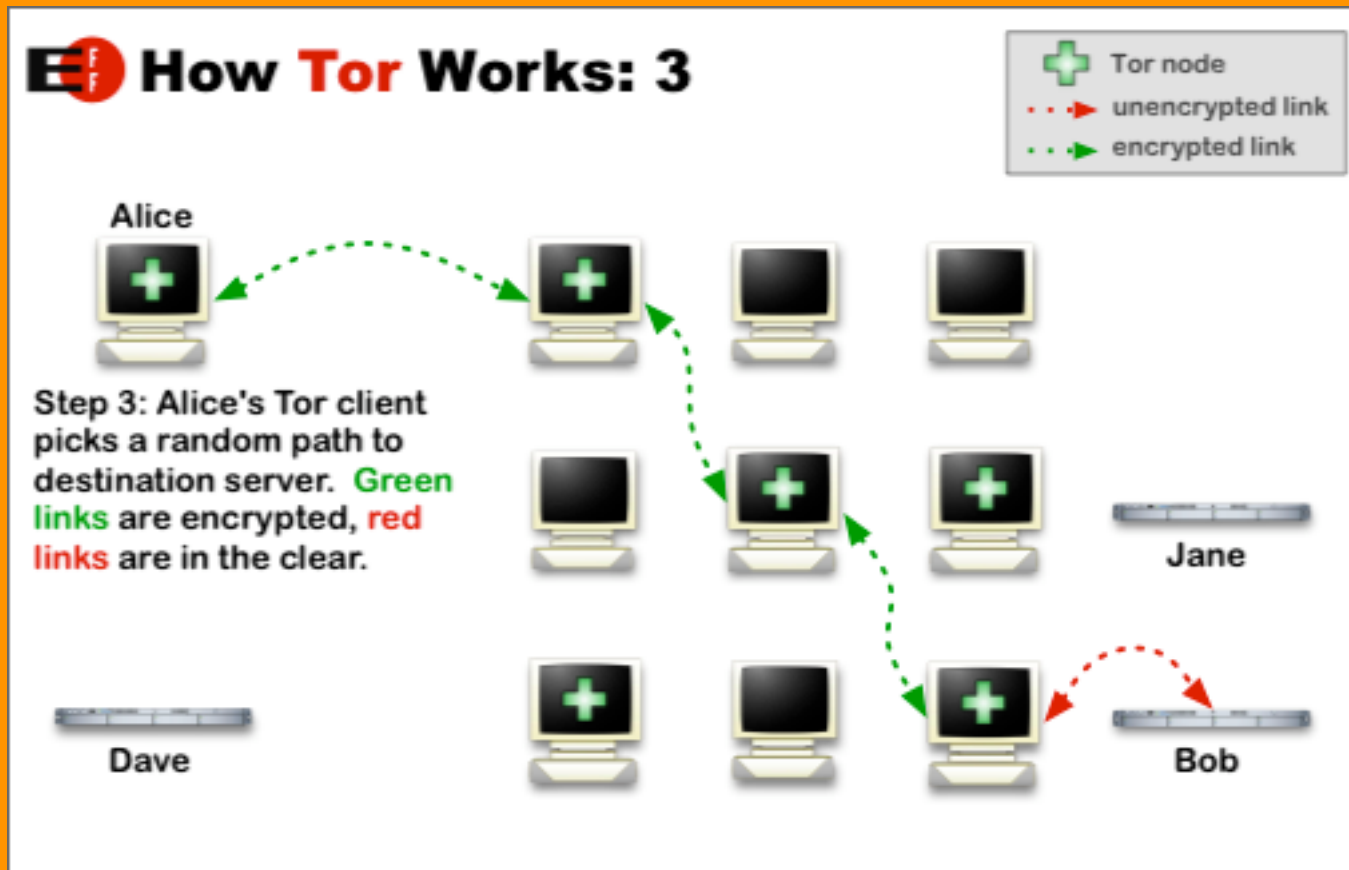 EFF How Tor Works: 3
Tor node
unencrypted link
encrypted link
Alice
Step 3: Alice's Tor client
picks a random path to
destination server. Green
links are encrypted, red
links are in the clear.
Jane
Dave
Bob